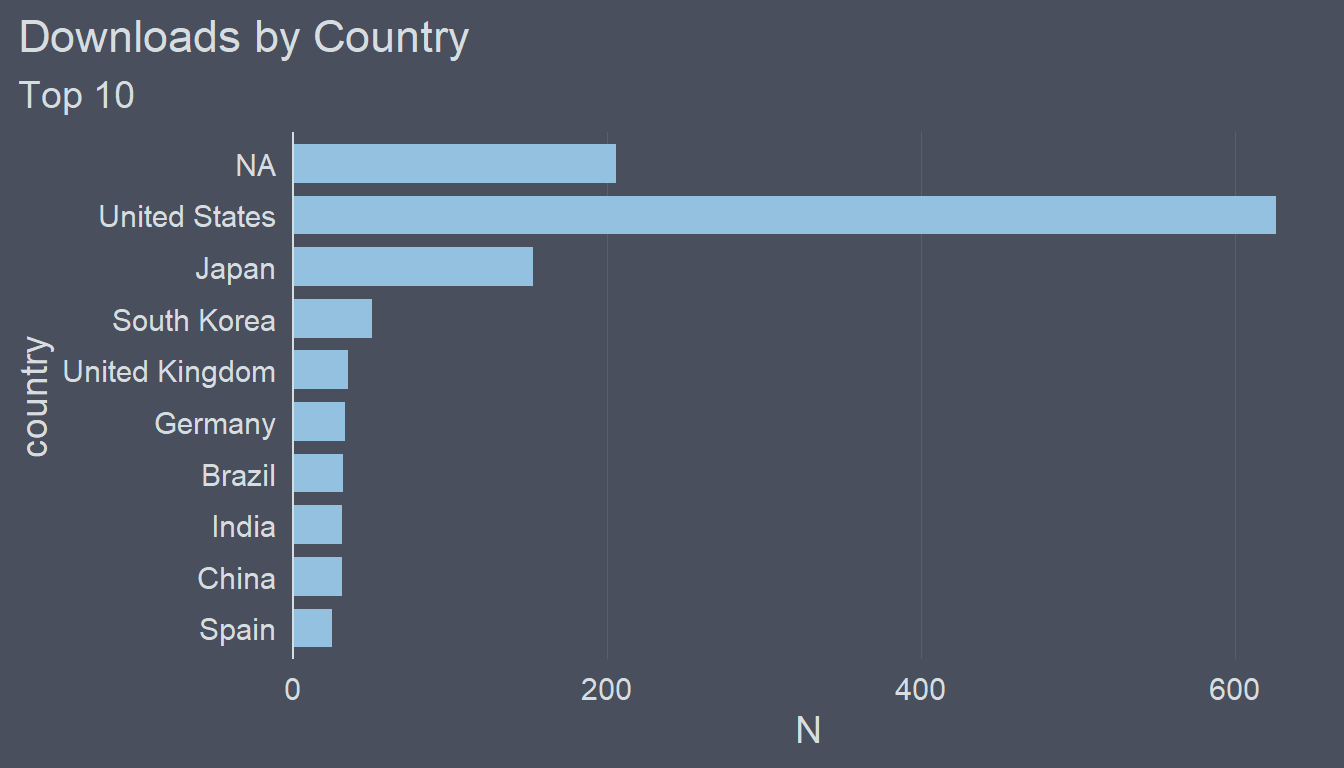 Downloads by Country
Top 10
NA
United States
Japan
South Korea
United Kingdom
Germany
Brazil
India
China
Spain
country
0 200 400 600
N